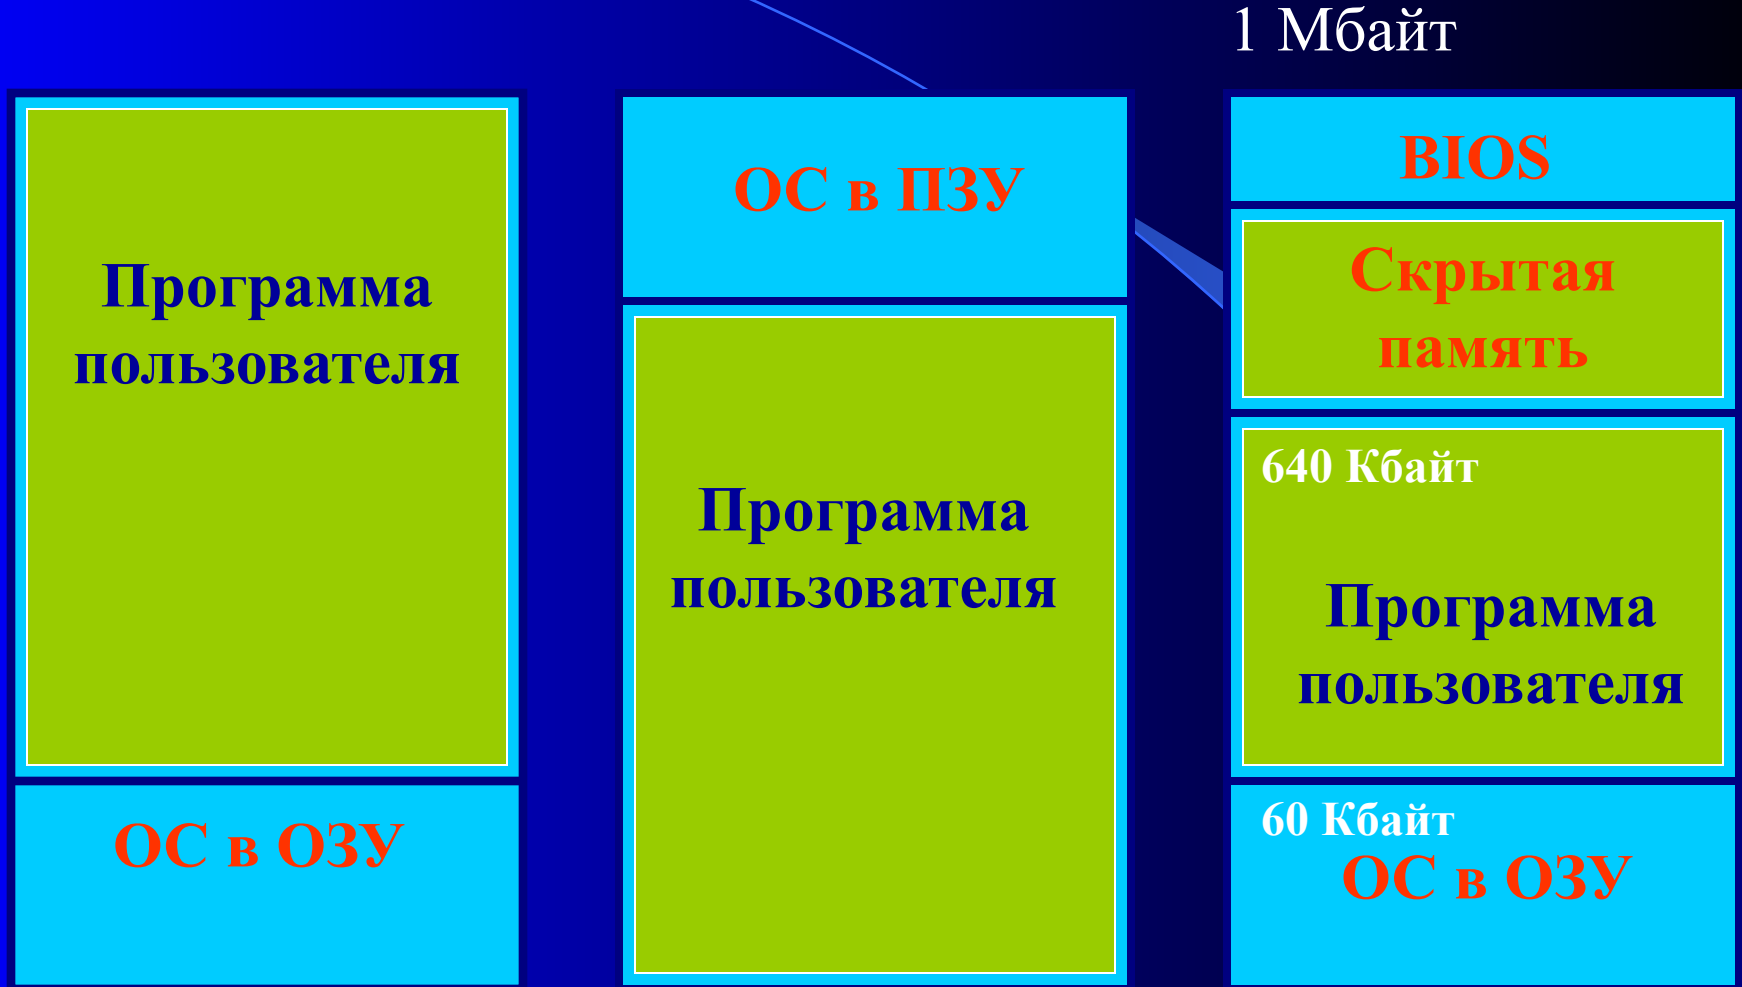 1 Мбайт
Программа
пользователя
ОС в ОЗУ
ОС в ПЗУ
Программа
пользователя
BIOS
Скрытая
память
640 Кбайт
Программа
пользователя
60 Кбайт
ОС в ОЗУ